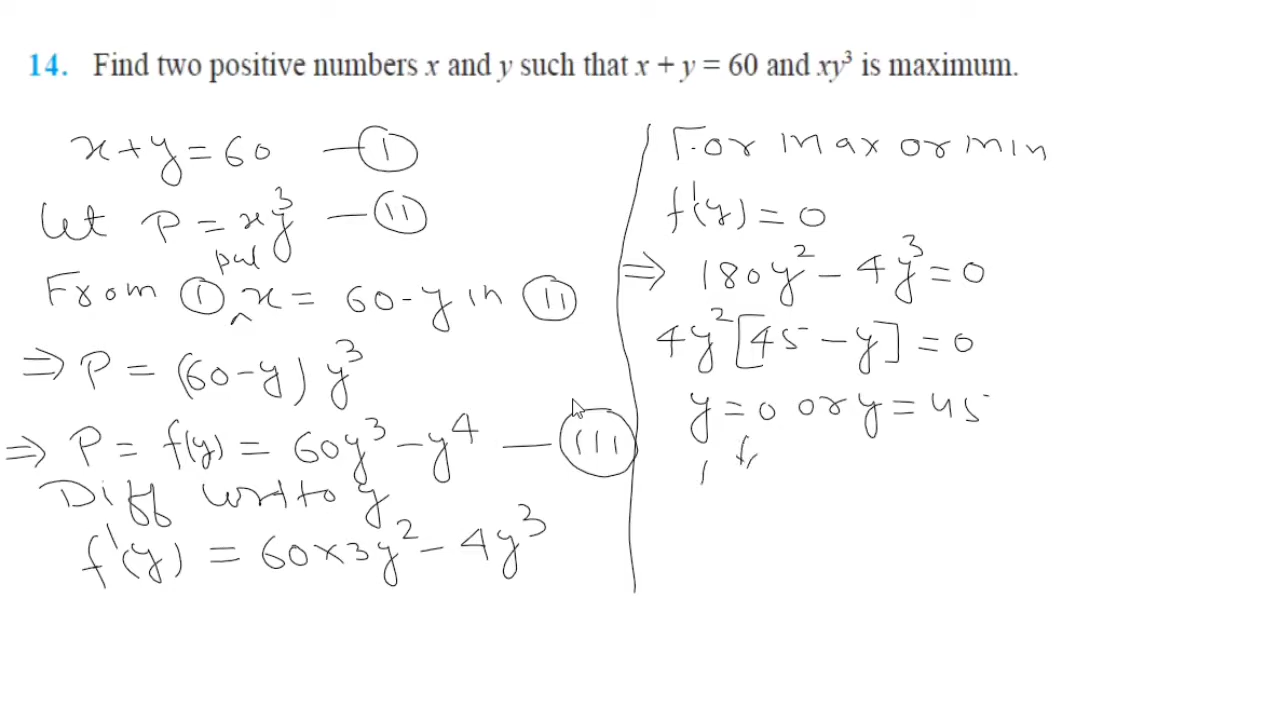 14. Find two positive numbers x and y such that x + y = 60 and xy³ is maximum.
x+y=60 —(I)
Let P = xy³ —(II)
put
From (I) ^ x = 60-y in (II)
⇒ P = (60-y) y³
⇒ P = f(y) = 60y³-y⁴ —(III)
Diff w r to y
f'(y) = 60×3y² - 4y³
For max or min
f'(y) = 0
⇒ 180y² - 4y³ = 0
4y²[45 - y] = 0
y = 0 or y = 45